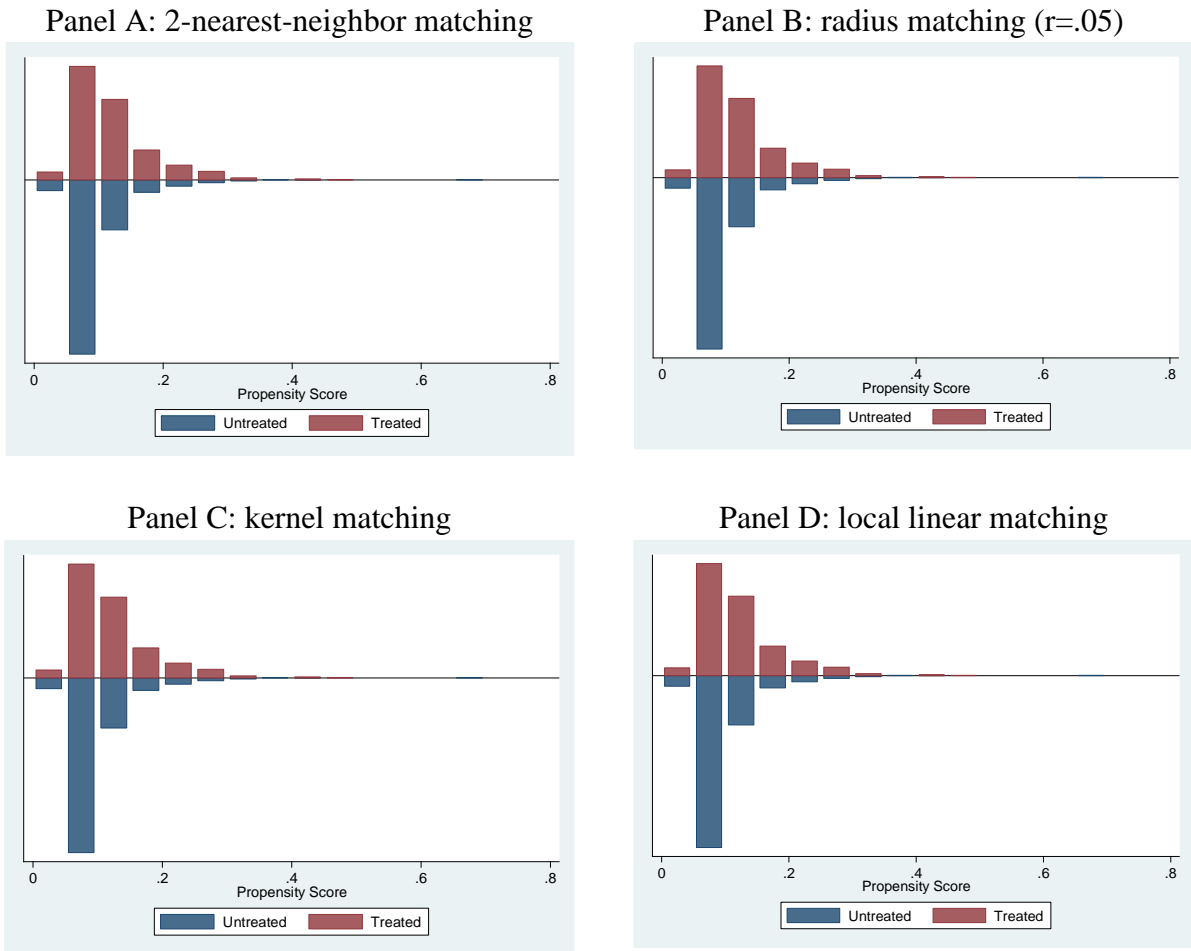 Panel A: 2-nearest-neighbor matching
0 .2 .4 .6 .8
Propensity Score
Untreated Treated
Panel B: radius matching (r=.05)
0 .2 .4 .6 .8
Propensity Score
Untreated Treated
Panel C: kernel matching
0 .2 .4 .6 .8
Propensity Score
Untreated Treated
Panel D: local linear matching
0 .2 .4 .6 .8
Propensity Score
Untreated Treated